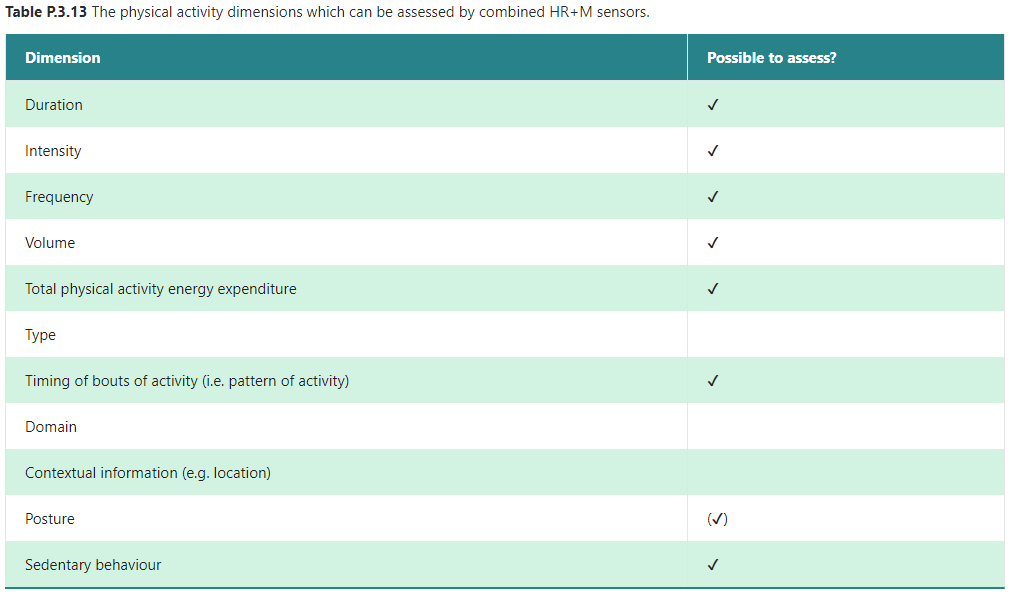 Table P.3.13 The physical activity dimensions which can be assessed by combined HR+M sensors.
Dimension Possible to assess?
Duration ✓
Intensity ✓
Frequency ✓
Volume ✓
Total physical activity energy expenditure ✓
Type
Timing of bouts of activity (i.e. pattern of activity) ✓
Domain
Contextual information (e.g. location)
Posture (✓)
Sedentary behaviour ✓